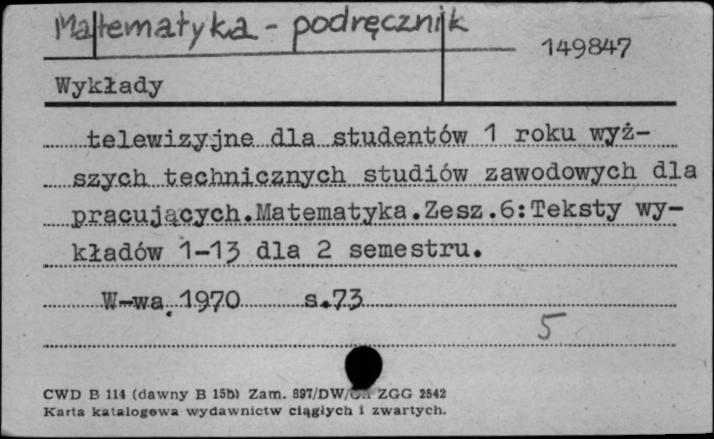 Matematyka - podręcznik
149847
Wykłady
telewizyjne dla studentów 1 roku wyż-
szych technicznych studiów zawodowych dla
pracujących.Matematyka.Zesz.6:Teksty wy-
kładów 1-13 dla 2 semestru.
W-wa, 1970 s.73
5
CWD B 114 (dawny B 15b) Zam. 897/DW/ ZGG 2542
Karta katalogowa wydawnictw ciągłych i zwartych.